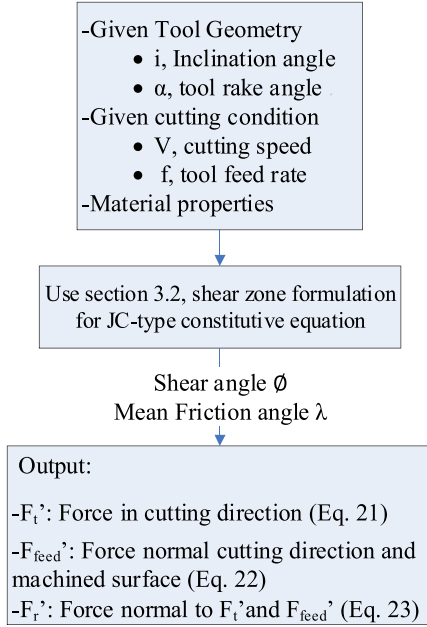 -Given Tool Geometry
• i, Inclination angle
• α, tool rake angle
-Given cutting condition
• V, cutting speed
• f, tool feed rate
-Material properties
Use section 3.2, shear zone formulation
for JC-type constitutive equation
Shear angle Ø
Mean Friction angle λ
Output:
-Ft’: Force in cutting direction (Eq. 21)
-Ffeed’: Force normal cutting direction and
machined surface (Eq. 22)
-Fr’: Force normal to Ft’and Ffeed’ (Eq. 23)